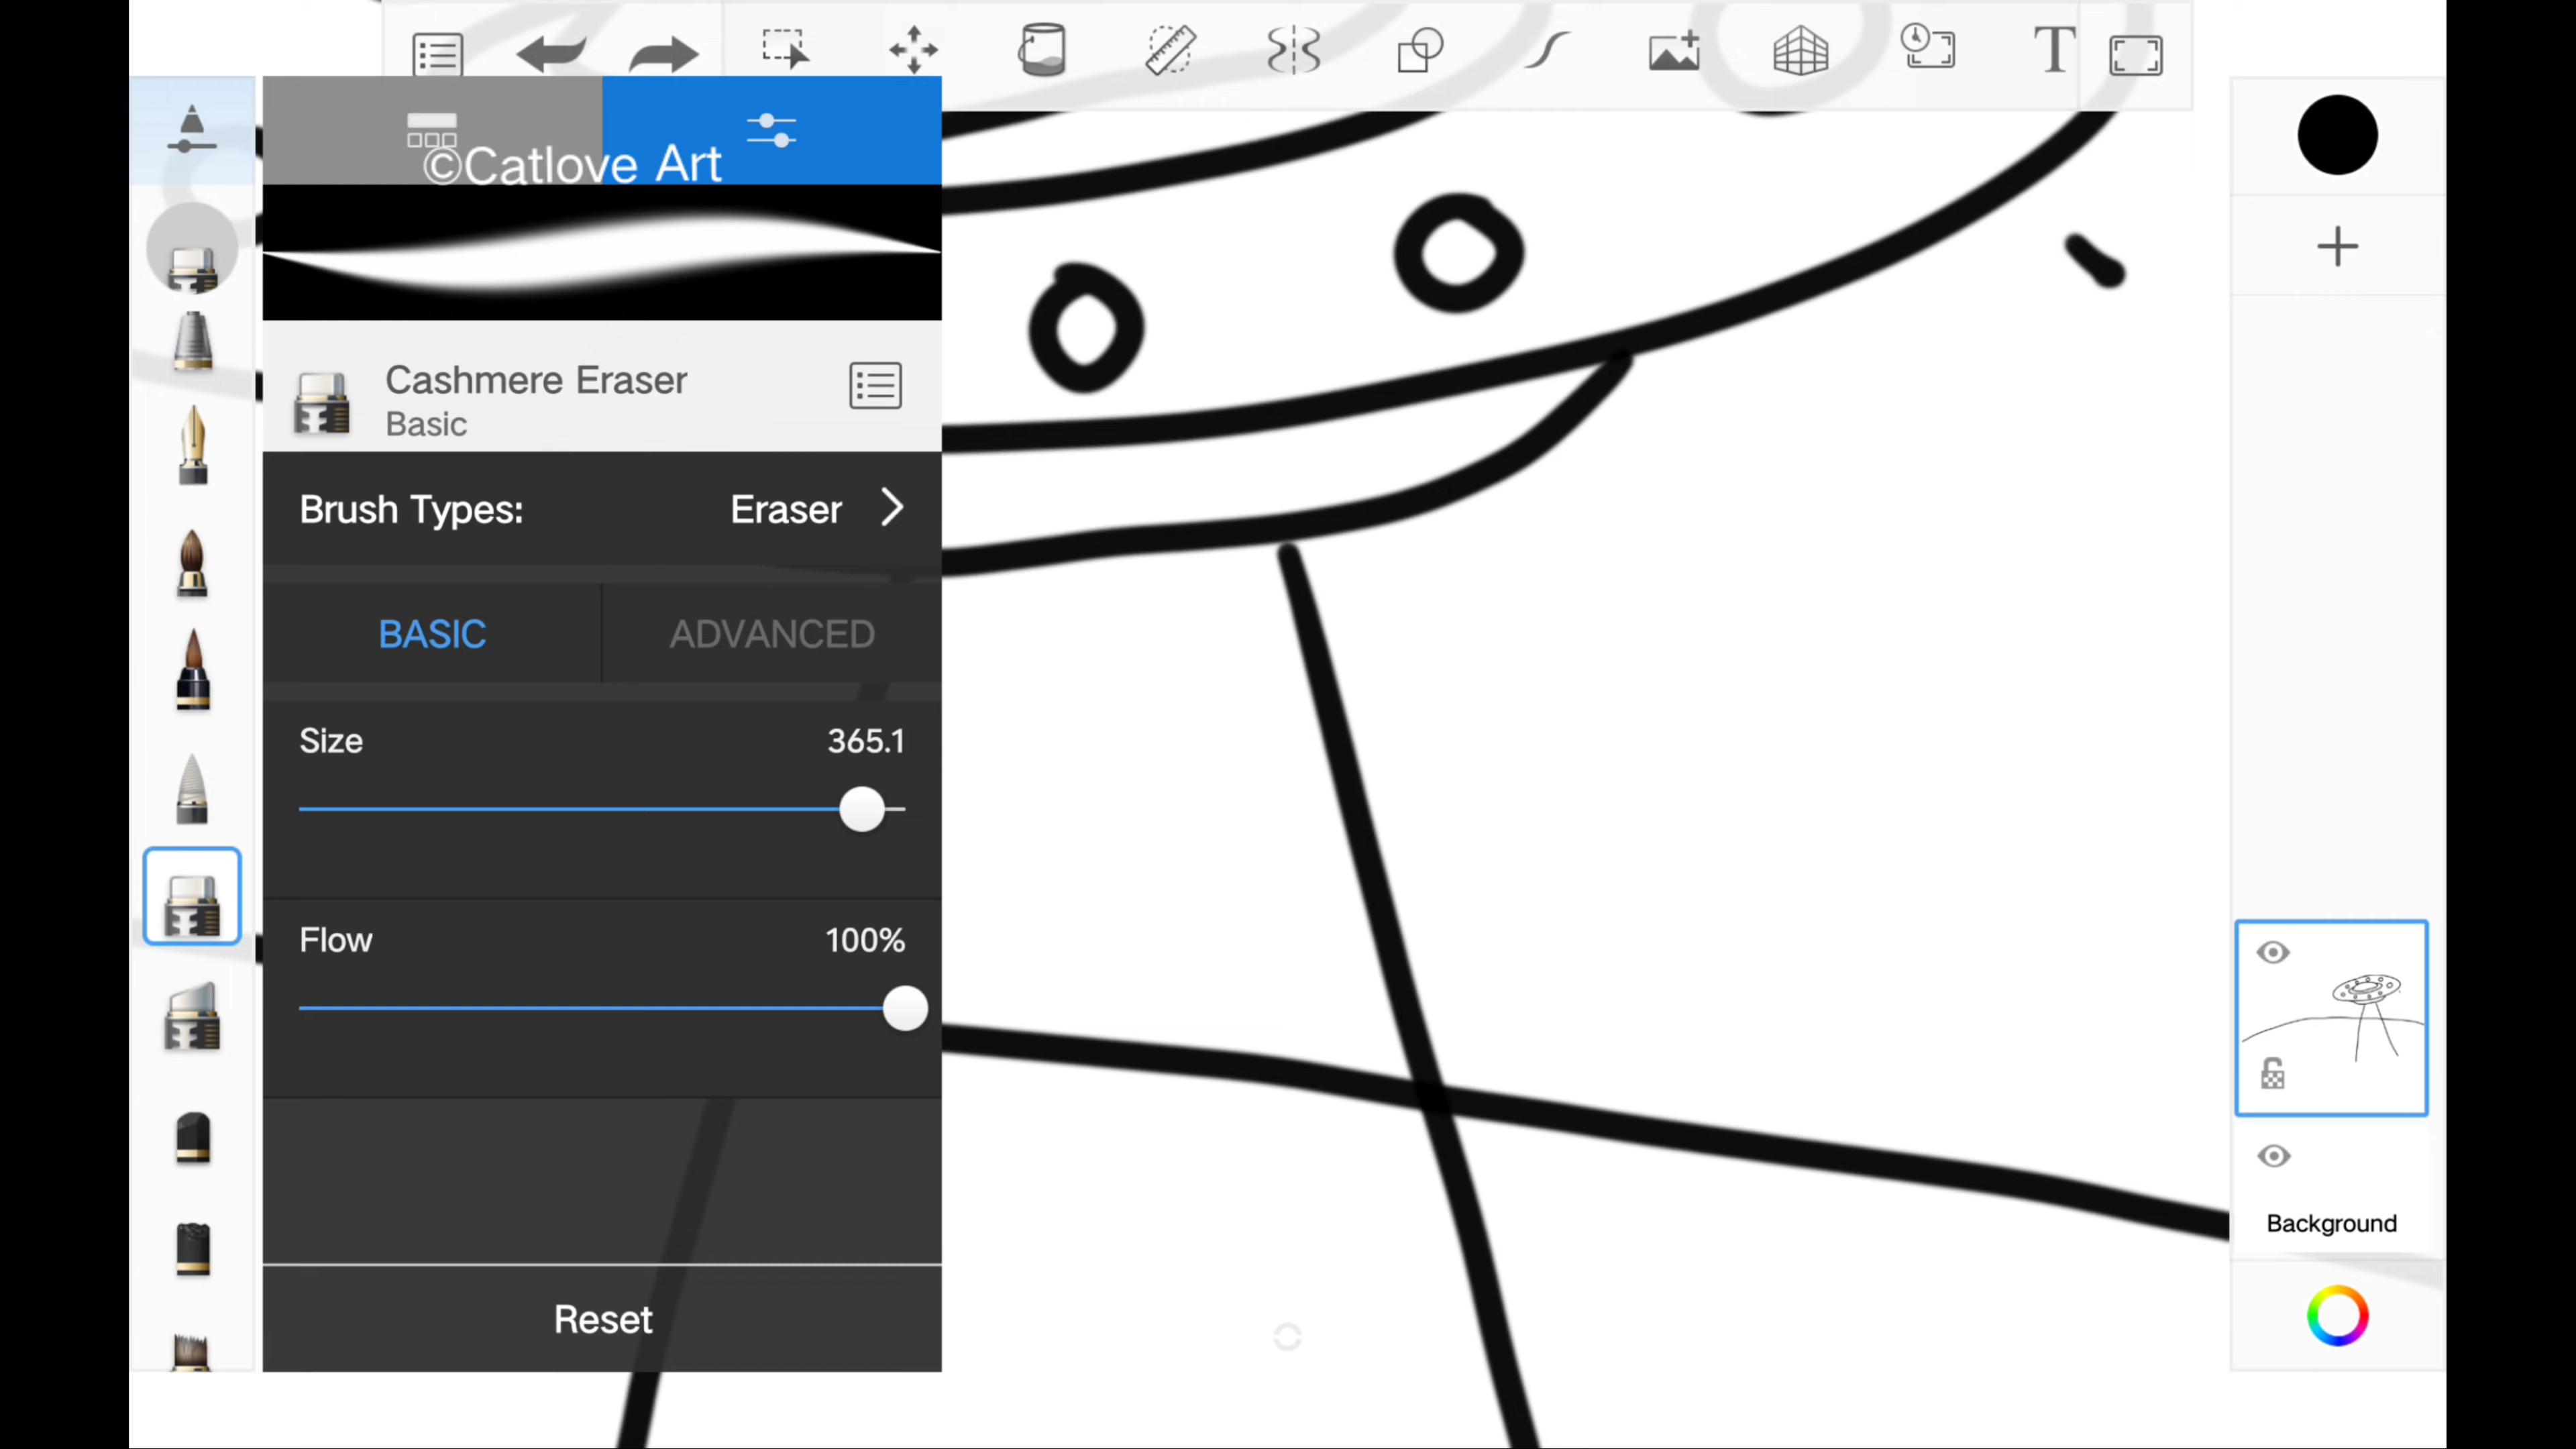 T
©Catlove Art
Cashmere Eraser
Basic
Brush Types: Eraser
BASIC ADVANCED
Size 365.1
Flow 100%
Background
Reset